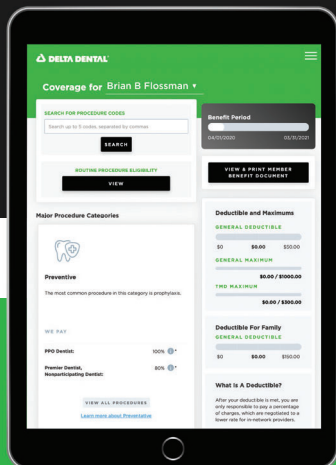 DELTA DENTAL
Coverage for Brian B Flossman
SEARCH FOR PROCEDURE CODES
Search up to 5 codes, separated by commas
SEARCH
ROUTINE PROCEDURE ELIGIBILITY
VIEW
Major Procedure Categories
Preventive
The most common procedure in this category is prophylaxis.
WE PAY
PPO Dentist: 100% *
Premier Dentist,
Nonparticipating Dentist: 80% *
VIEW ALL PROCEDURES
Learn more about Preventative
Benefit Period
04/01/2020 03/31/2021
VIEW & PRINT MEMBER
BENEFIT DOCUMENT
Deductible and Maximums
GENERAL DEDUCTIBLE
$0 $0.00 $50.00
GENERAL MAXIMUM
$0.00 / $1000.00
TMD MAXIMUM
$0.00 / $300.00
Deductible For Family
GENERAL DEDUCTIBLE
$0 $0.00 $150.00
What Is A Deductible?
After your deductible is met, you are
only responsible to pay a percentage
of charges, which are negotiated to a
lower rate for in-network providers.